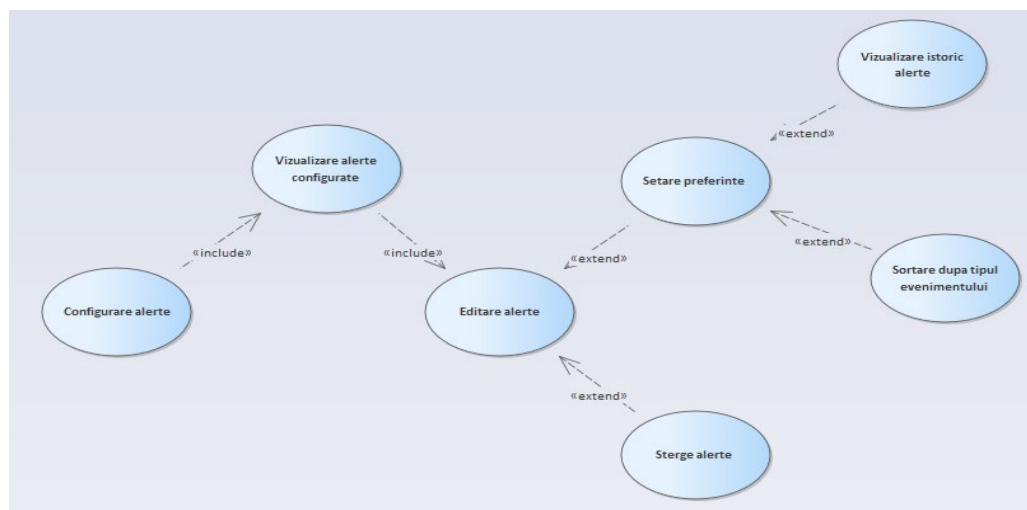 Vizualizare istoric
alerte
«extend»
Vizualizare alerte
configurate
Setare preferinte
«include»
«include»
«extend»
«extend»
Sortare dupa tipul
evenimentului
Configurare alerte
Editare alerte
«extend»
Sterge alerte